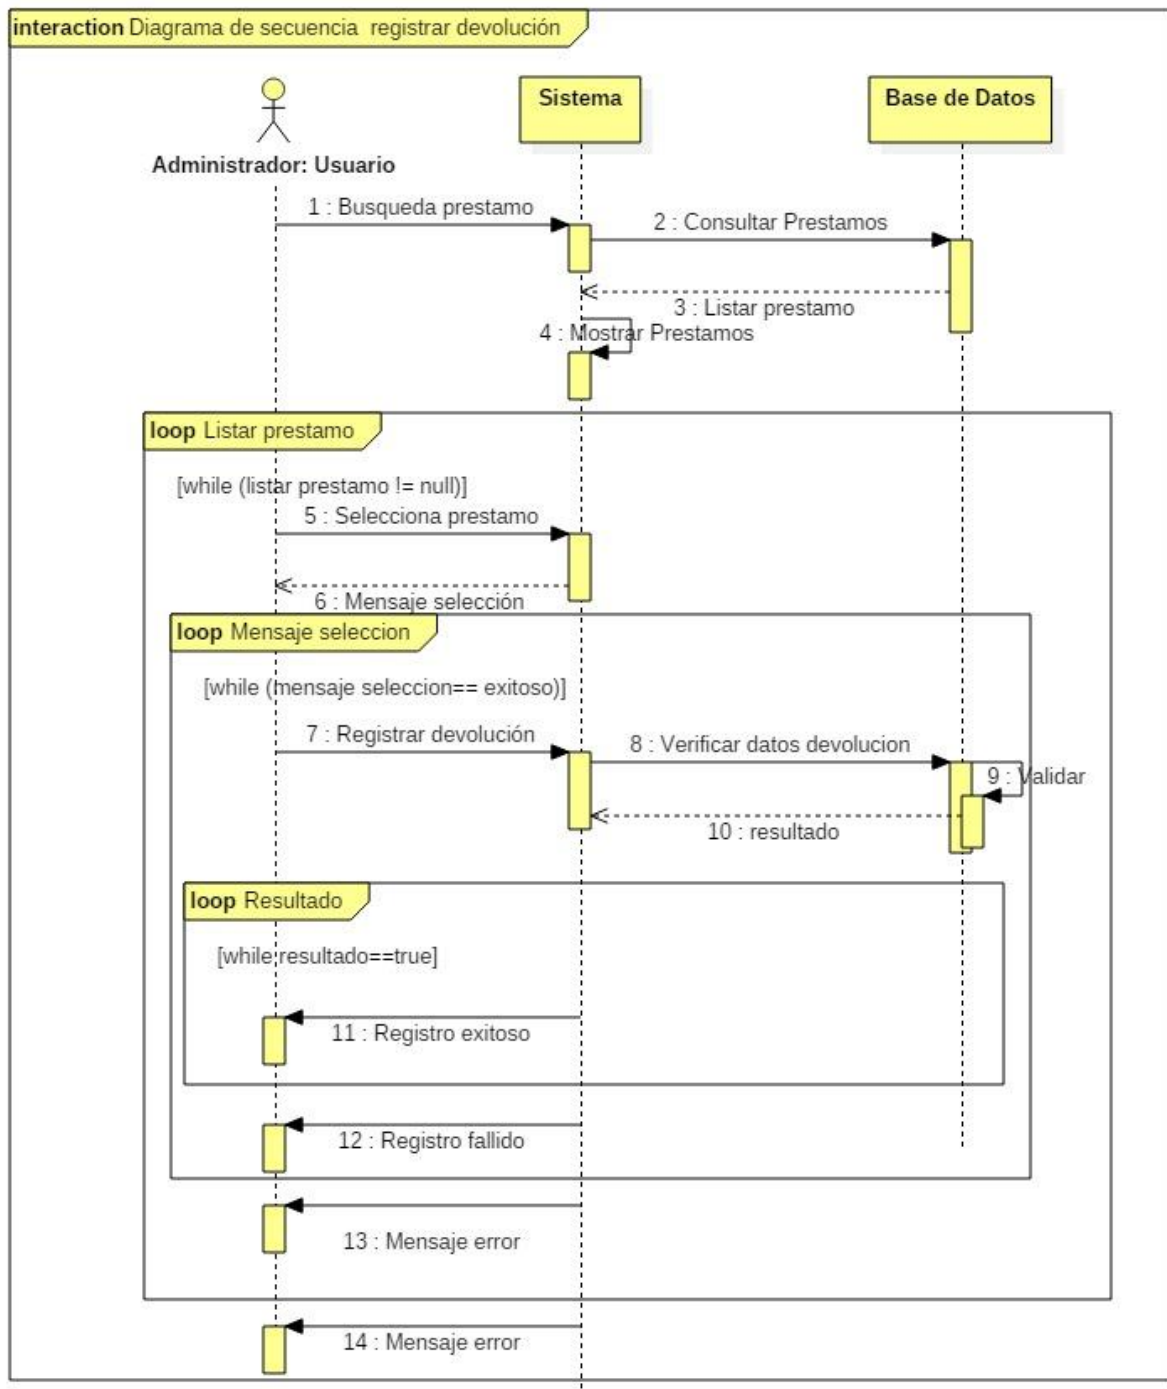 interaction Diagrama de secuencia registrar devolución
Sistema
Base de Datos
Administrador: Usuario
1 : Busqueda prestamo
2 : Consultar Prestamos
3 : Listar prestamo
4 : Mostrar Prestamos
loop Listar prestamo
[while (listar prestamo != null)]
5 : Selecciona prestamo
6 : Mensaje selección
loop Mensaje seleccion
[while (mensaje seleccion== exitoso)]
7 : Registrar devolución
8 : Verificar datos devolucion
9 : Validar
10 : resultado
loop Resultado
[while resultado==true]
11 : Registro exitoso
12 : Registro fallido
13 : Mensaje error
14 : Mensaje error